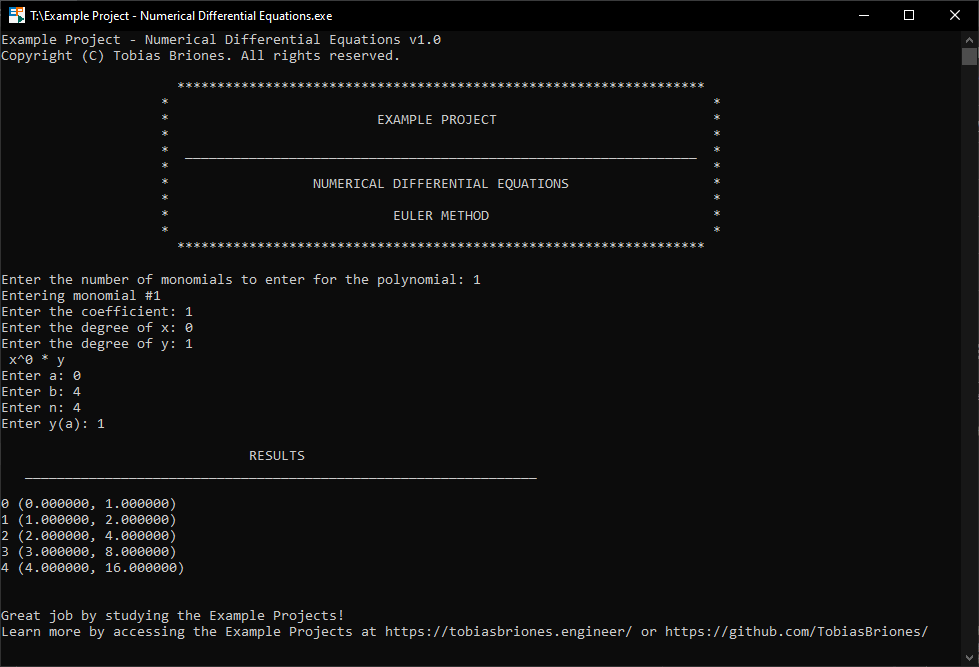 T:\Example Project - Numerical Differential Equations.exe
Example Project - Numerical Differential Equations v1.0
Copyright (C) Tobias Briones. All rights reserved.
******************************************************************
* *
* EXAMPLE PROJECT *
* *
* ________________________________________________________________ *
* *
* NUMERICAL DIFFERENTIAL EQUATIONS *
* *
* EULER METHOD *
* *
******************************************************************
Enter the number of monomials to enter for the polynomial: 1
Entering monomial #1
Enter the coefficient: 1
Enter the degree of x: 0
Enter the degree of y: 1
x^0 * y
Enter a: 0
Enter b: 4
Enter n: 4
Enter y(a): 1
RESULTS
________________________________________________________________
0 (0.000000, 1.000000)
1 (1.000000, 2.000000)
2 (2.000000, 4.000000)
3 (3.000000, 8.000000)
4 (4.000000, 16.000000)
Great job by studying the Example Projects!
Learn more by accessing the Example Projects at https://tobiasbriones.engineer/ or https://github.com/TobiasBriones/